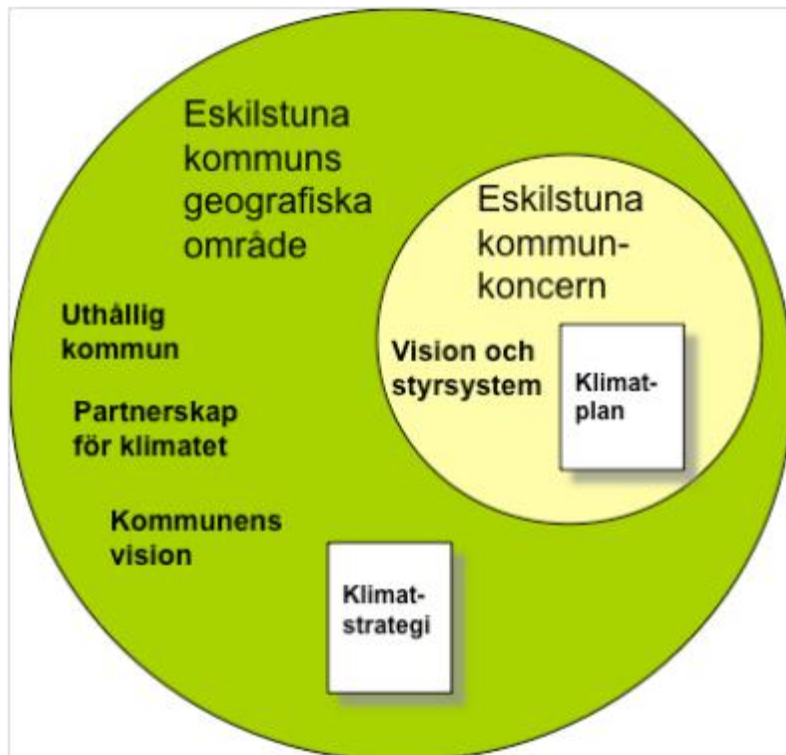 Eskilstuna
kommuns
geografiska
område
Eskilstuna
kommun-
koncern
Uthållig
kommun
Vision och
styrsystem
Klimat-
plan
Partnerskap
för klimatet
Kommunens
vision
Klimat-
strategi